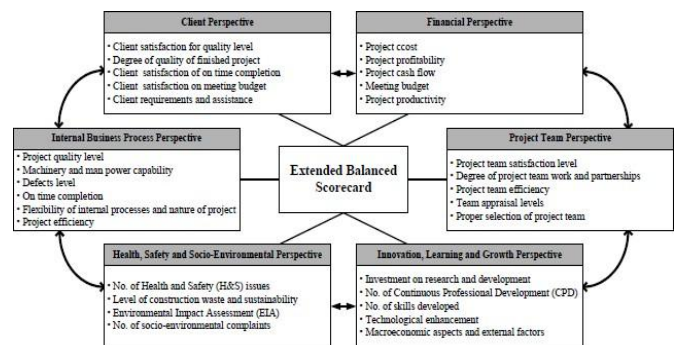 Client Perspective
• Client satisfaction for quality level
• Degree of quality of finished project
• Client satisfaction of on time completion
• Client satisfaction on meeting budget
• Client requirements and assistance
Financial Perspective
• Project ccost
• Project profitability
• Project cash flow
• Meeting budget
• Project productivity
Internal Business Process Perspective
• Project quality level
• Machinery and man power capability
• Defects level
• On time completion
• Flexibility of internal processes and nature of project
• Project efficiency
Extended Balanced
Scorecard
Project Team Perspective
• Project team satisfaction level
• Degree of project team work and partnerships
• Project team efficiency
• Team appraisal levels
• Proper selection of project team
Health, Safety and Socio-Environmental Perspective
• No. of Health and Safety (H&S) issues
• Level of construction waste and sustainability
• Environmental Impact Assessment (EIA)
• No. of socio-environmental complaints
Innovation, Learning and Growth Perspective
• Investment on research and development
• No. of Continuous Professional Development (CPD)
• No. of skills developed
• Technological enhancement
• Macroeconomic aspects and external factors